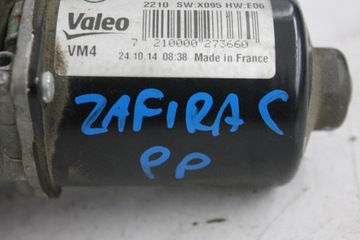 2210 SW:X095 HW:E06
Valeo
7 210000 273660
VM4
24.10.14 08:38 Made in France
ZAFIRA C
PP